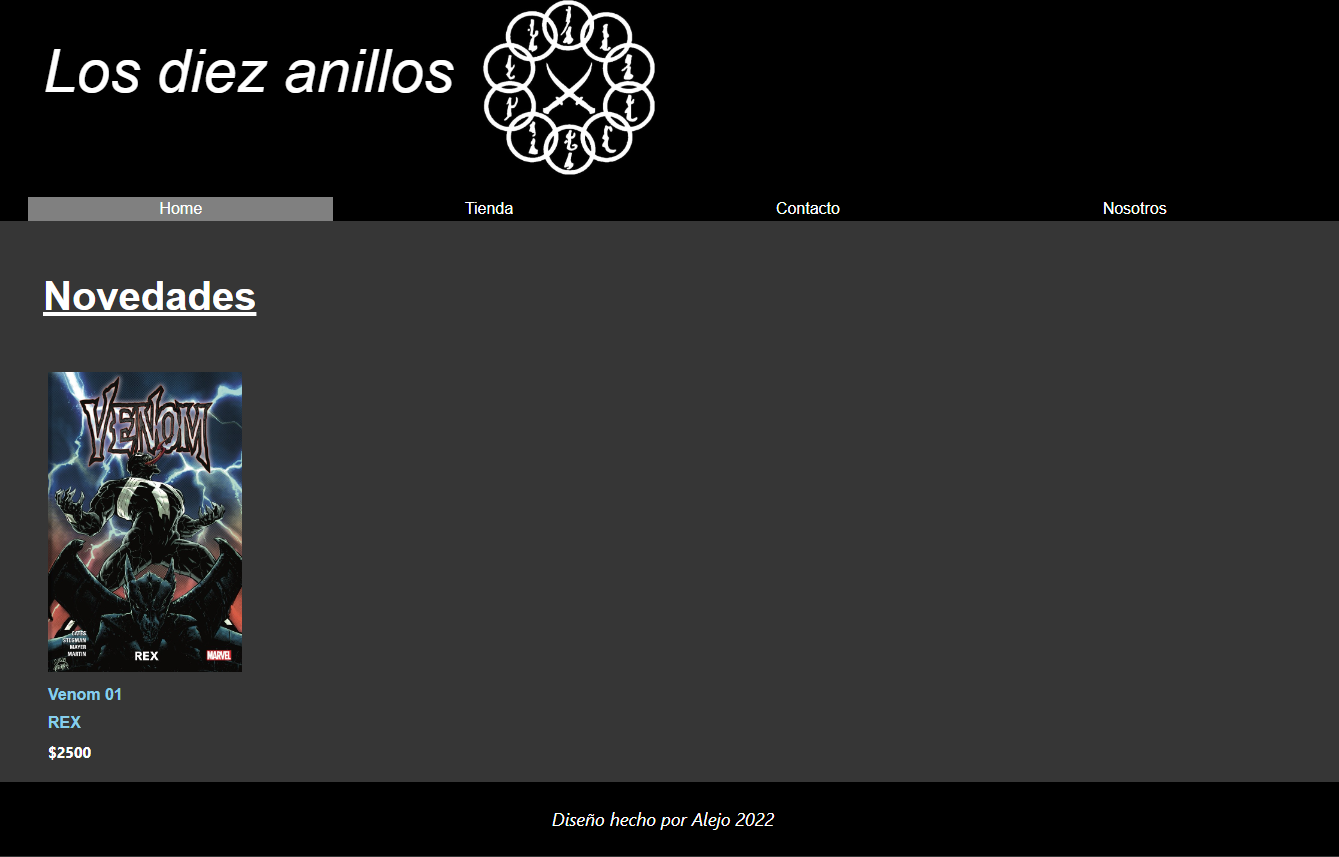 Los diez anillos
Home
Tienda
Contacto
Nosotros
Novedades
VENOM
STEGMAN
MAYER
MARTIN
REX
MARVEL
Venom 01
REX
$2500
Diseño hecho por Alejo 2022